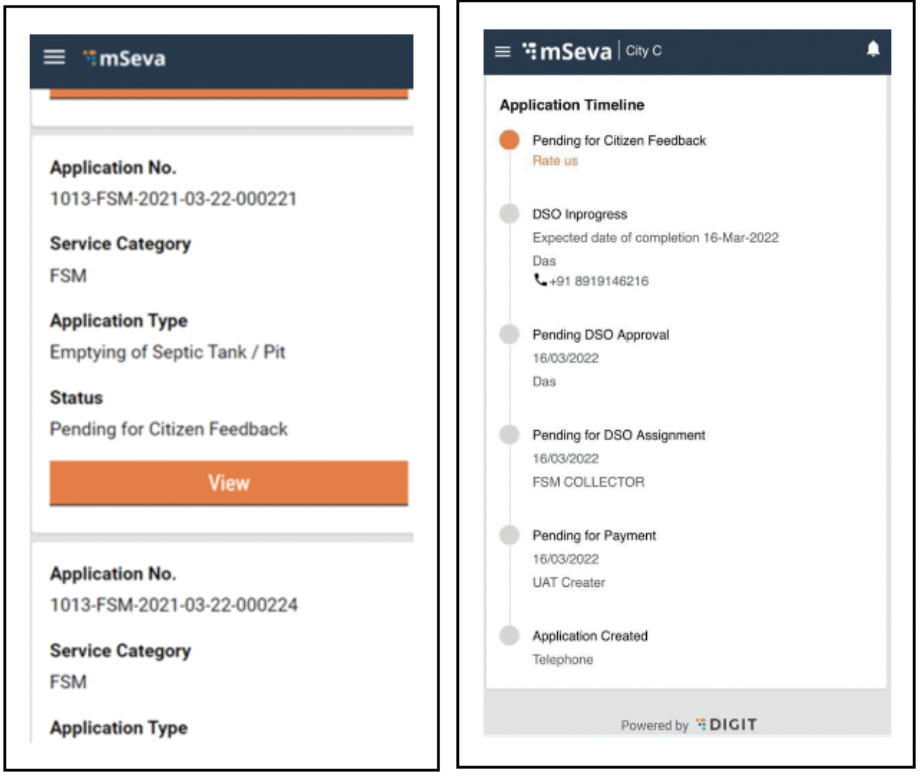 mSeva
Application No.
1013-FSM-2021-03-22-000221
Service Category
FSM
Application Type
Emptying of Septic Tank / Pit
Status
Pending for Citizen Feedback
View
Application No.
1013-FSM-2021-03-22-000224
Service Category
FSM
Application Type
mSeva | City C
Application Timeline
Pending for Citizen Feedback
Rate us
DSO Inprogress
Expected date of completion 16-Mar-2022
Das
+91 8919146216
Pending DSO Approval
16/03/2022
Das
Pending for DSO Assignment
16/03/2022
FSM COLLECTOR
Pending for Payment
16/03/2022
UAT Creater
Application Created
Telephone
Powered by DIGIT